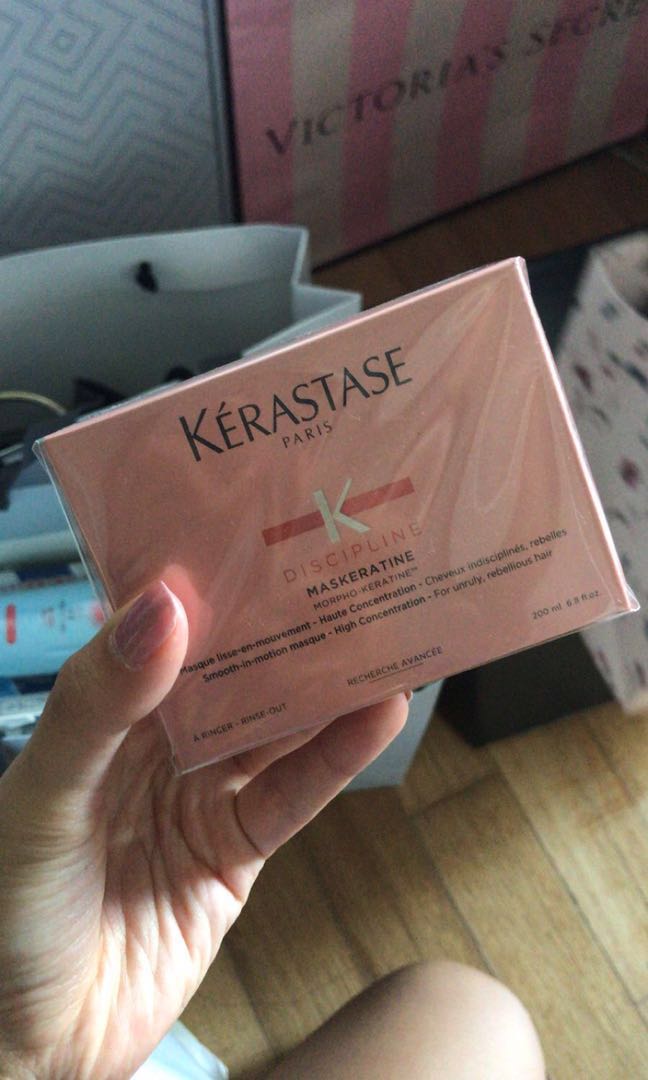 VICTORIA'S SECRE
KÉRASTASE
PARIS
K
DISCIPLINE
MASKERATINE
MORPHO-KÉRATINE™
Masque lisse-en-mouvement - Haute Concentration - Cheveux indisciplinés, rebelles
Smooth-in-motion masque - High Concentration - For unruly, rebellious hair
200 ml 6.8 fl.oz.
RECHERCHE AVANCÉE
À RINCER - RINSE-OUT